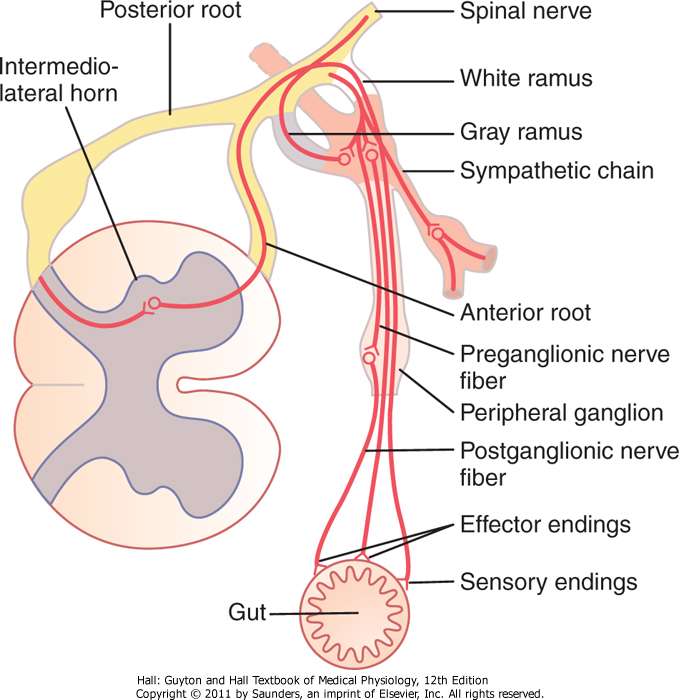 Posterior root
Spinal nerve
Intermedio-
lateral horn
White ramus
Gray ramus
Sympathetic chain
Anterior root
Preganglionic nerve
fiber
Peripheral ganglion
Postganglionic nerve
fiber
Effector endings
Sensory endings
Gut
Hall: Guyton and Hall Textbook of Medical Physiology, 12th Edition
Copyright © 2011 by Saunders, an imprint of Elsevier, Inc. All rights reserved.